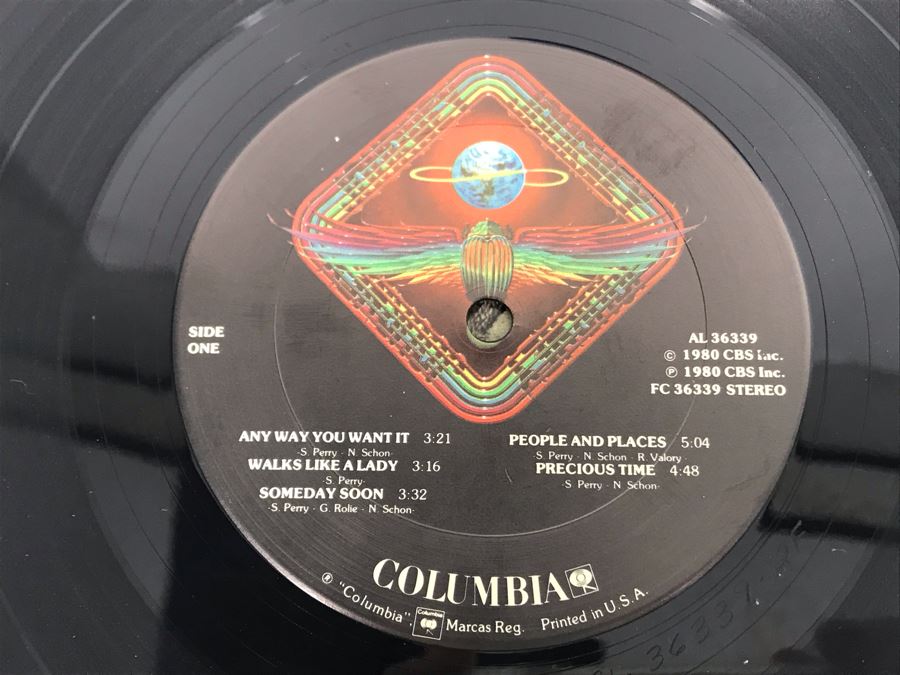 SIDE
ONE
AL 36339
© 1980 CBS Inc.
℗ 1980 CBS Inc.
FC 36339 STEREO
ANY WAY YOU WANT IT 3:21
-S. Perry - N. Schon-
WALKS LIKE A LADY 3:16
-S. Perry-
SOMEDAY SOON 3:32
-S. Perry - G. Rolie - N. Schon-
PEOPLE AND PLACES 5:04
-S. Perry - N. Schon - R. Valory-
PRECIOUS TIME 4:48
-S. Perry - N. Schon-
COLUMBIA
® "Columbia", Columbia Marcas Reg. Printed in U.S.A.
36339